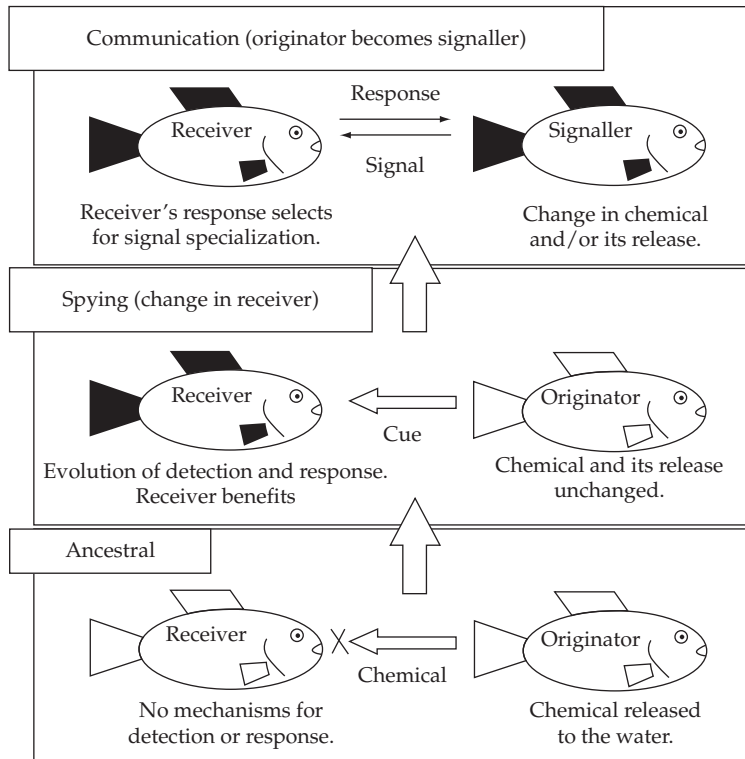 Communication (originator becomes signaller)
Receiver
Response
Signal
Signaller
Receiver's response selects
for signal specialization.
Change in chemical
and/or its release.
Spying (change in receiver)
Receiver
Cue
Originator
Evolution of detection and response.
Receiver benefits
Chemical and its release
unchanged.
Ancestral
Receiver
Chemical
Originator
No mechanisms for
detection or response.
Chemical released
to the water.